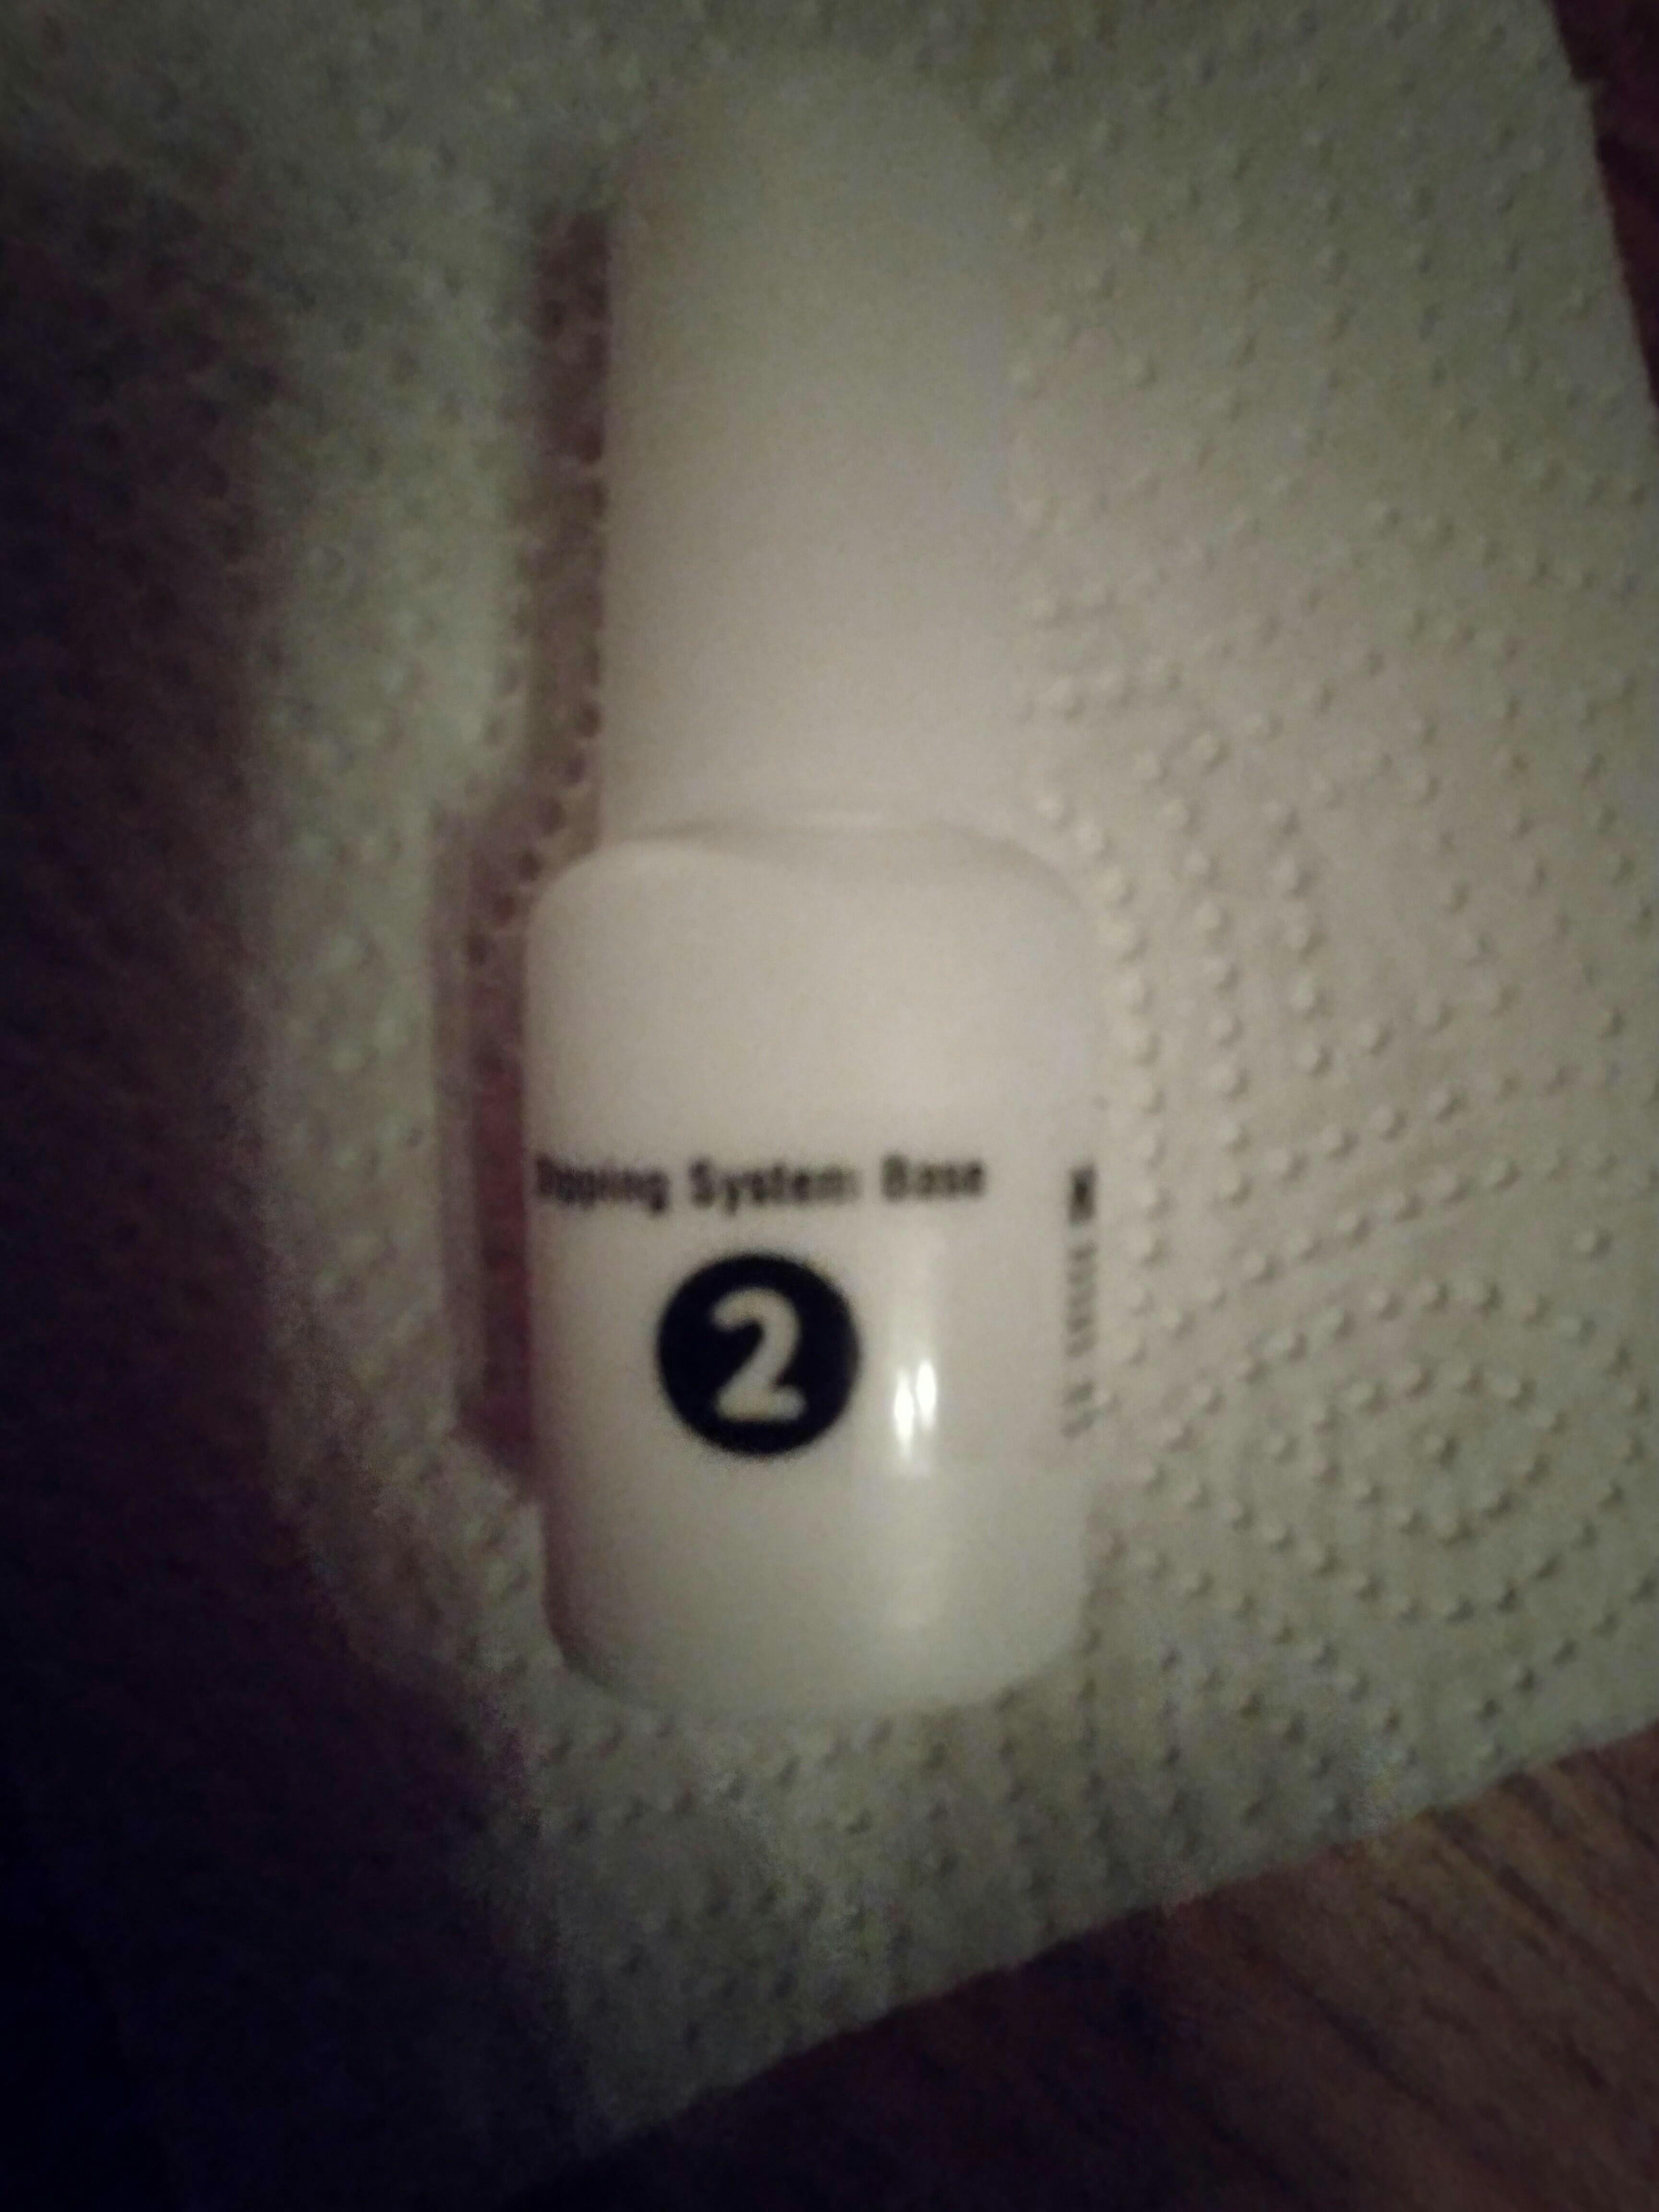 Dipping System Base
2